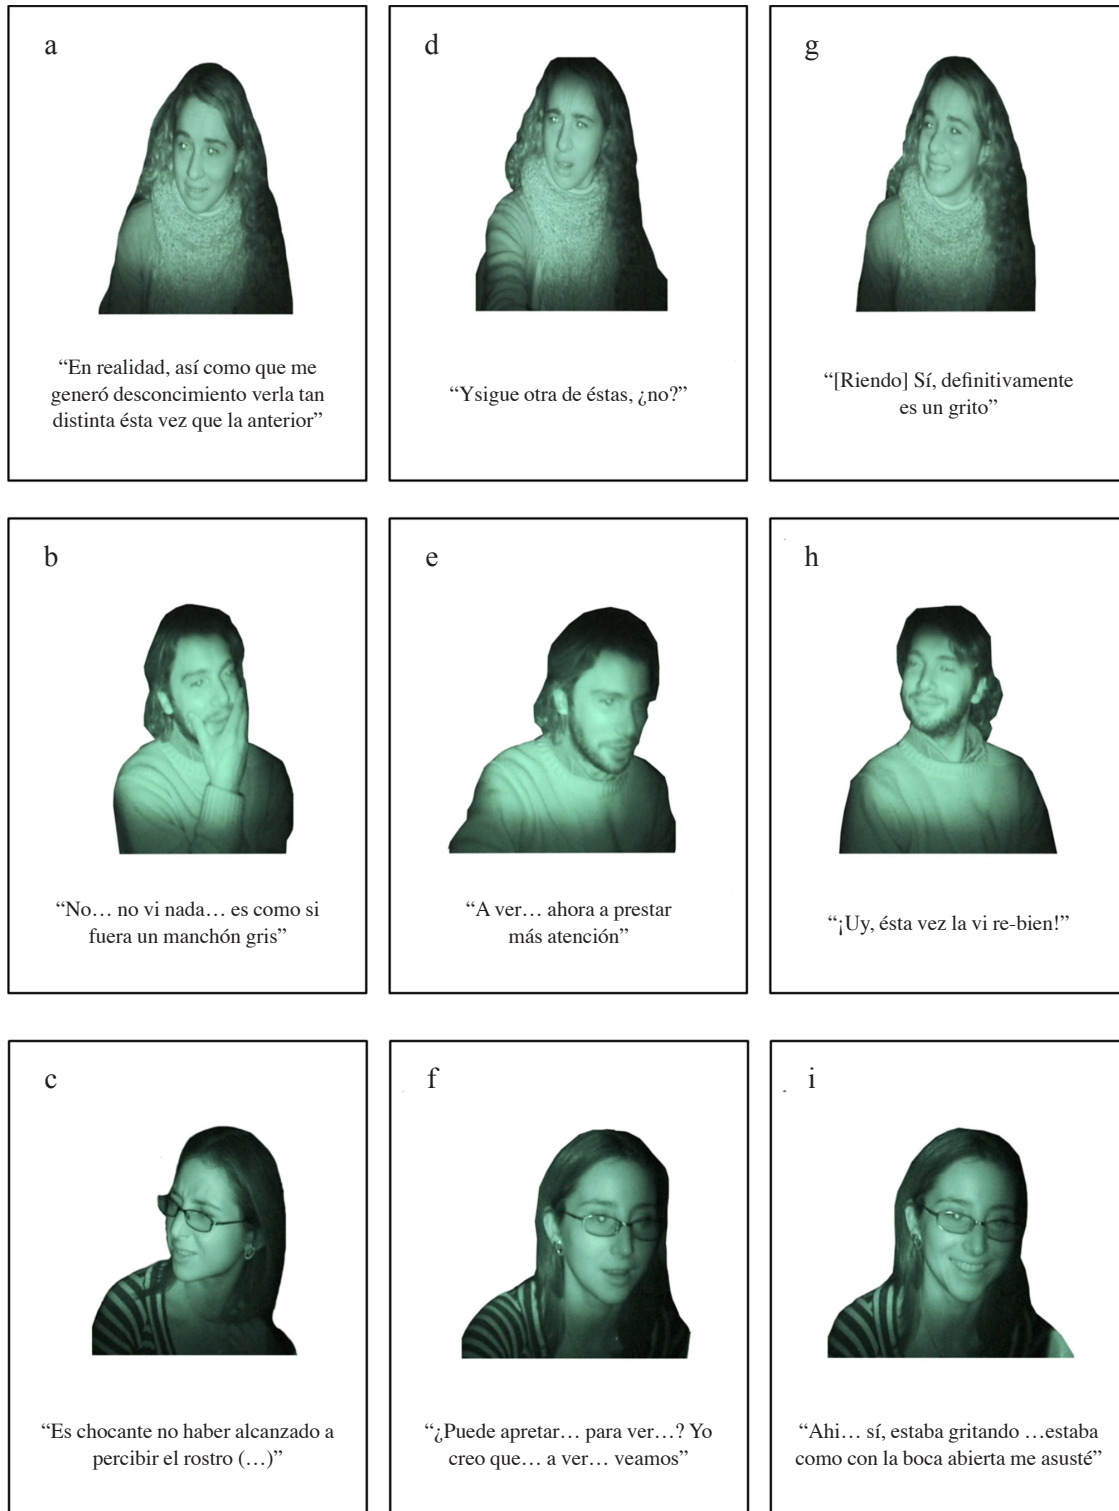 a
“En realidad, así como que me
generó desconcimiento verla tan
distinta ésta vez que la anterior”
d
“Ysigue otra de éstas, ¿no?”
g
“[Riendo] Sí, definitivamente
es un grito”
b
“No… no vi nada… es como si
fuera un manchón gris”
e
“A ver… ahora a prestar
más atención”
h
“¡Uy, ésta vez la vi re-bien!”
c
“Es chocante no haber alcanzado a
percibir el rostro (…)”
f
“¿Puede apretar… para ver…? Yo
creo que… a ver… veamos”
i
“Ahi… sí, estaba gritando …estaba
como con la boca abierta me asusté”